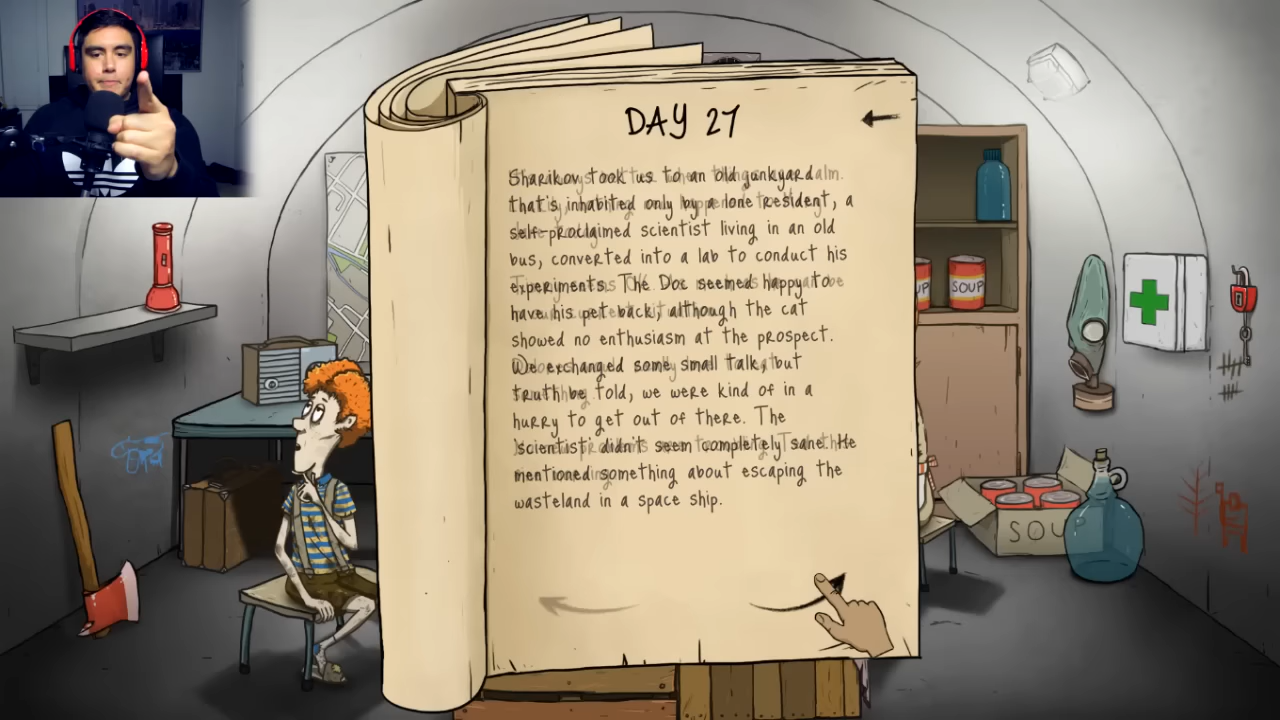 DAY 27
Sharikov took us to an old junkyard
that's inhabited only by a lone resident, a
self-proclaimed scientist living in an old
bus, converted into a lab to conduct his
experiments. The Doc seemed happy to
have his pet back, although the cat
showed no enthusiasm at the prospect.
We exchanged some small talk, but
truth be told, we were kind of in a
hurry to get out of there. The
scientist didn't seem completely sane. He
mentioned something about escaping the
wasteland in a space ship.
UP
SOUP
SOU